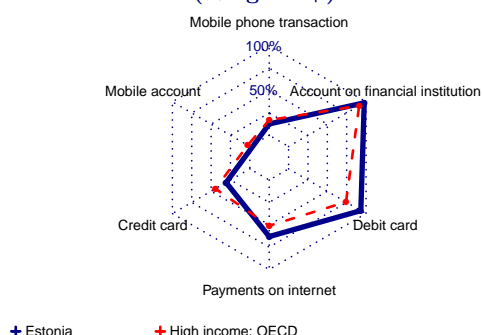 Mobile phone transaction
100%
50%
Mobile account
Account on financial institution
Credit card
Debit card
Payments on internet
Estonia
High income: OECD